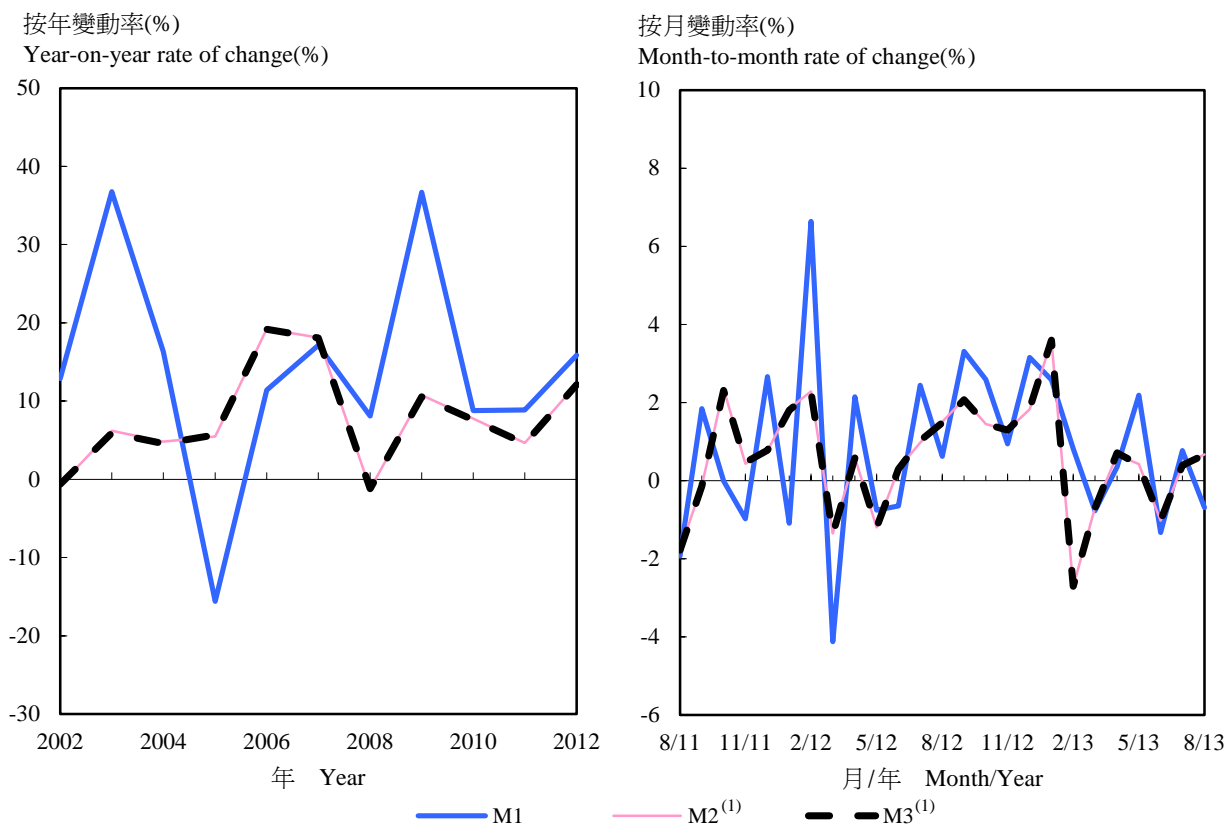 按年變動率(%)
Year-on-year rate of change(%)
50
40
30
20
10
0
-10
-20
-30
2002 2004 2006 2008 2010 2012
年 Year
按月變動率(%)
Month-to-month rate of change(%)
10
8
6
4
2
0
-2
-4
-6
8/11 11/11 2/12 5/12 8/12 11/12 2/13 5/13 8/13
月/年 Month/Year
M1 M2(1) M3(1)